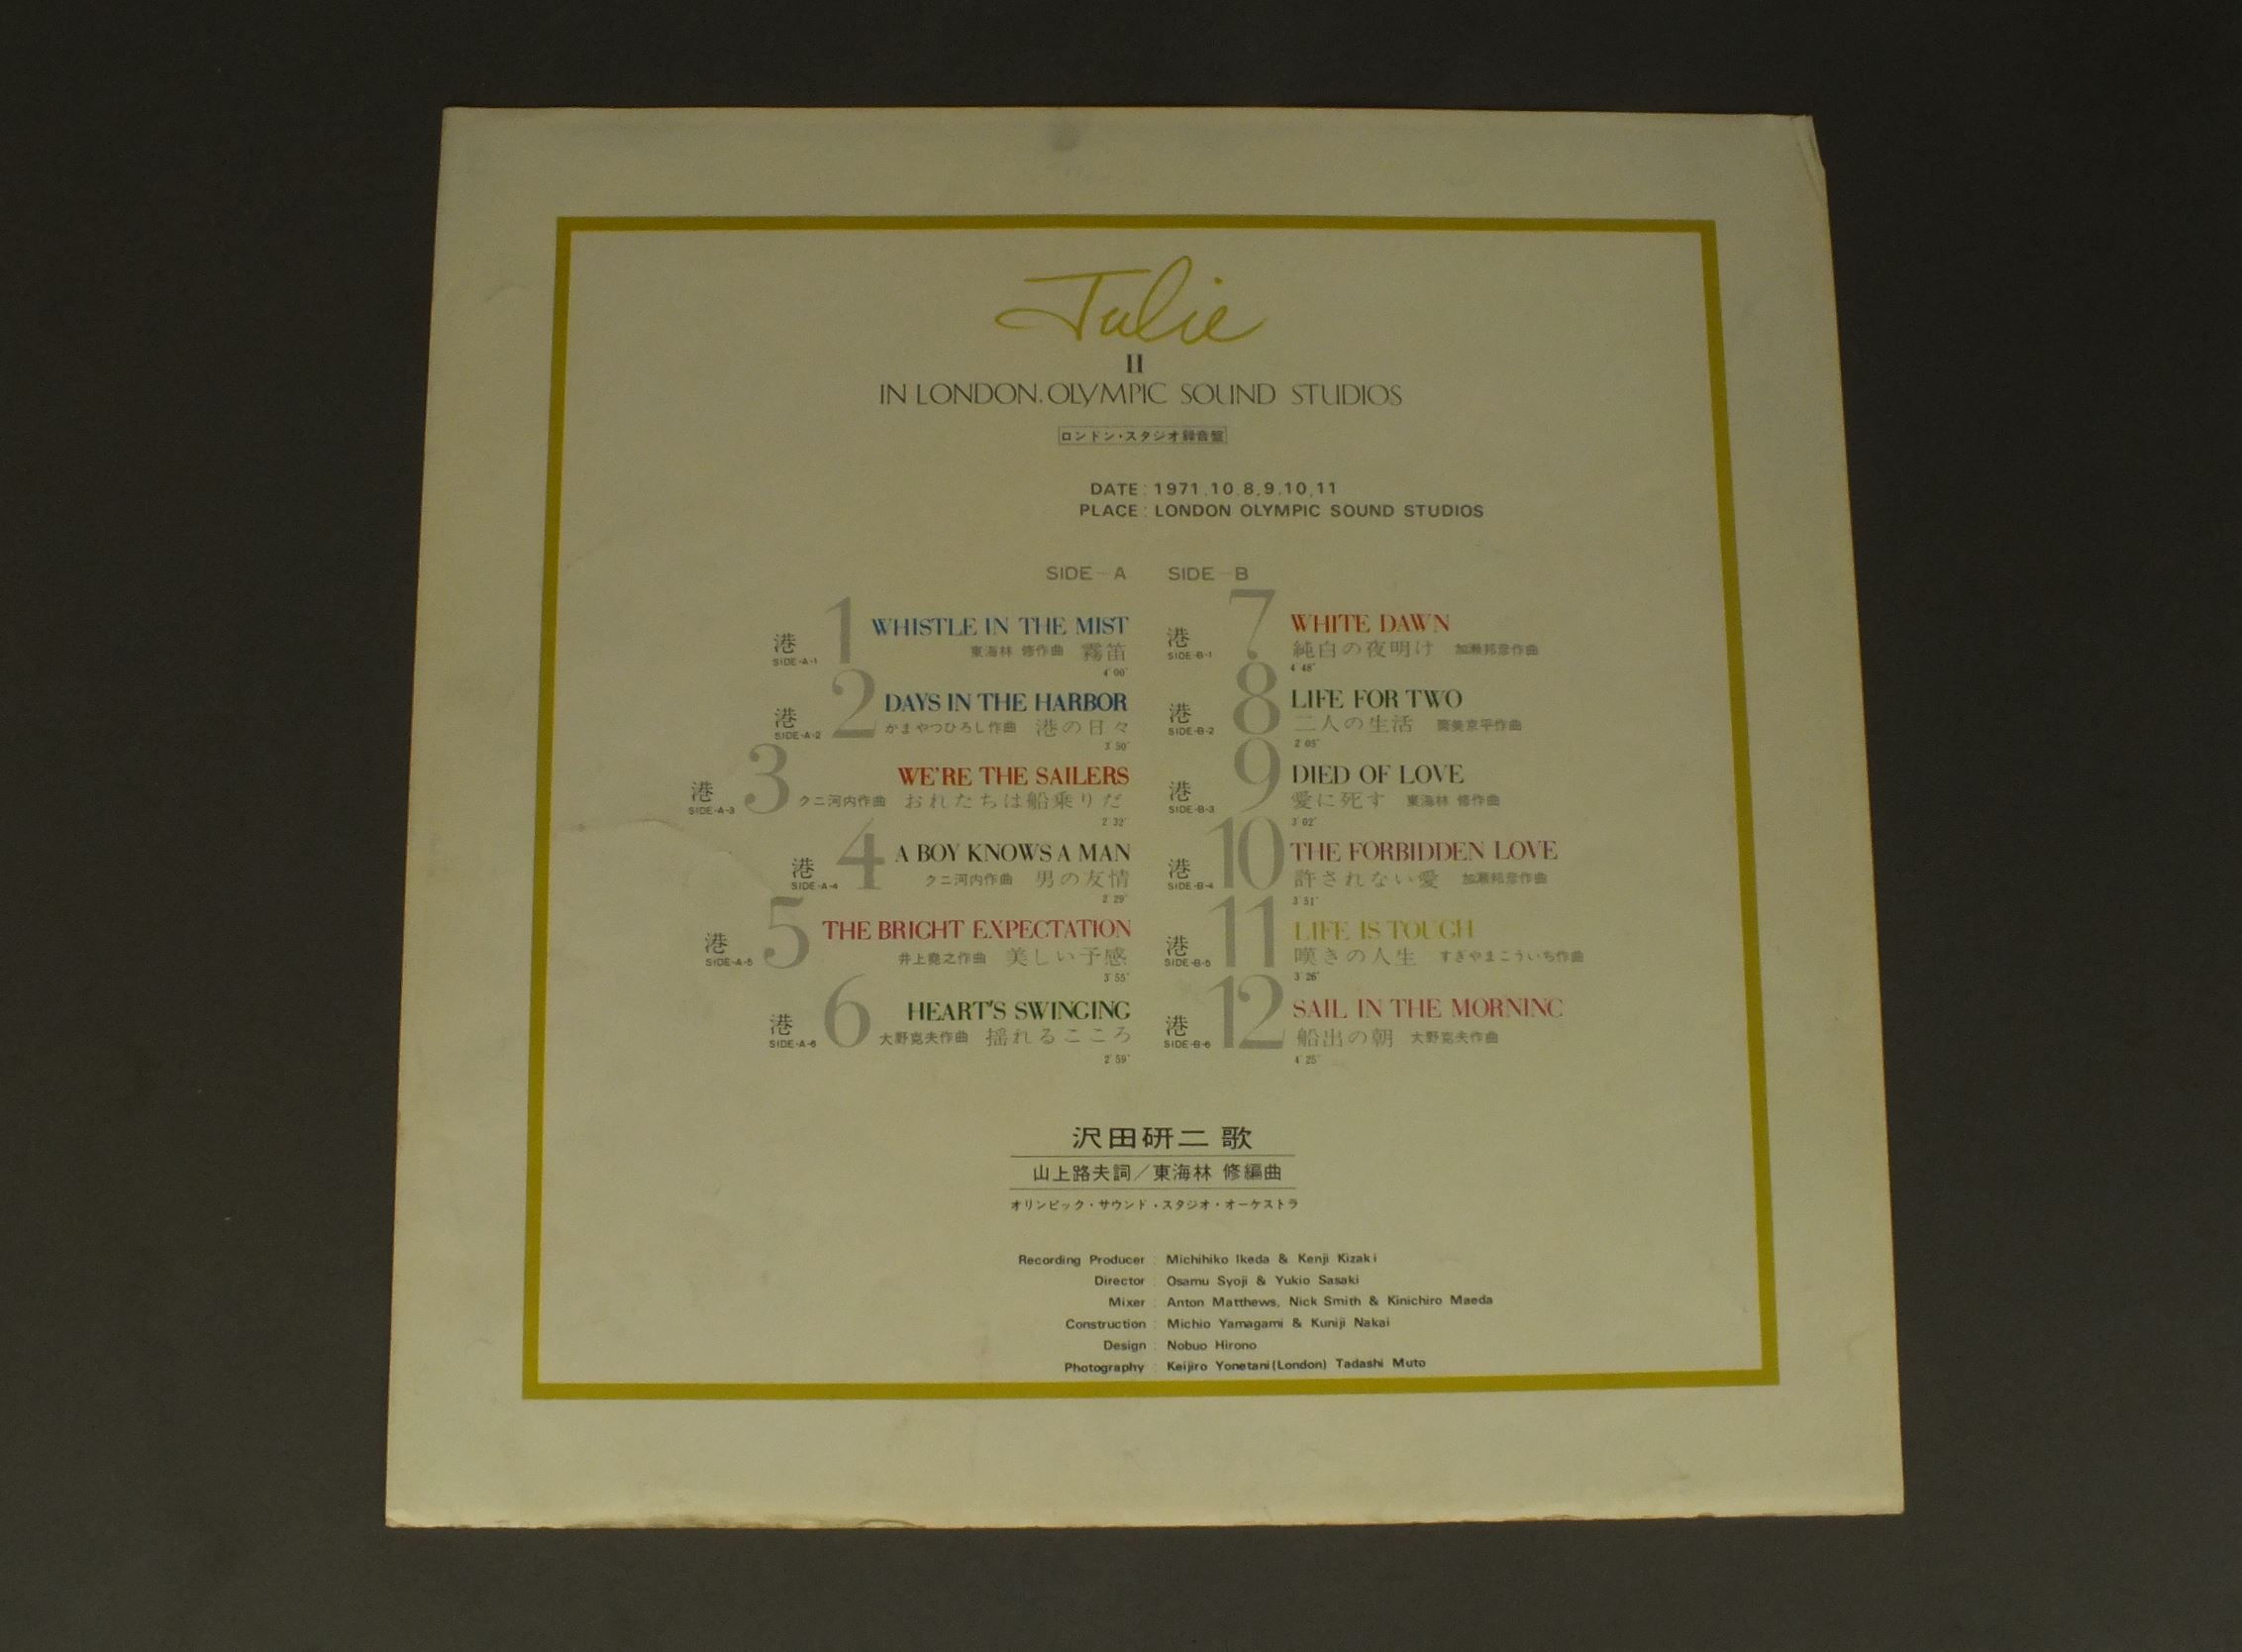 Julie
II
IN LONDON. OLYMPIC SOUND STUDIOS
ロンドン・スタジオ録音盤
DATE : 1971.10.8,9,10,11
PLACE : LONDON OLYMPIC SOUND STUDIOS
SIDE-A
港 SIDE-A-1 1 WHISTLE IN THE MIST
東海林 修作曲 霧笛
4'00"
港 SIDE-A-2 2 DAYS IN THE HARBOR
かまやつひろし作曲 港の日々
3'50"
港 SIDE-A-3 3 WE'RE THE SAILERS
クニ河内作曲 おれたちは船乗りだ
2'32"
港 SIDE-A-4 4 A BOY KNOWS A MAN
クニ河内作曲 男の友情
2'29"
港 SIDE-A-5 5 THE BRIGHT EXPECTATION
井上堯之作曲 美しい予感
3'55"
港 SIDE-A-6 6 HEART'S SWINGING
大野克夫作曲 揺れるこころ
2'59"
SIDE-B
港 SIDE-B-1 7 WHITE DAWN
純白の夜明け 加瀬邦彦作曲
4'48"
港 SIDE-B-2 8 LIFE FOR TWO
二人の生活 筒美京平作曲
2'05"
港 SIDE-B-3 9 DIED OF LOVE
愛に死す 東海林 修作曲
3'02"
港 SIDE-B-4 10 THE FORBIDDEN LOVE
許されない愛 加瀬邦彦作曲
3'51"
港 SIDE-B-5 11 LIFE IS TOUGH
嘆きの人生 すぎやまこういち作曲
3'26"
港 SIDE-B-6 12 SAIL IN THE MORNING
船出の朝 大野克夫作曲
4'25"
沢田研二 歌
山上路夫詞/東海林 修編曲
オリンピック・サウンド・スタジオ・オーケストラ
Recording Producer : Michihiko Ikeda & Kenji Kizaki
Director : Osamu Syoji & Yukio Sasaki
Mixer : Anton Matthews, Nick Smith & Kinichiro Maeda
Construction : Michio Yamagami & Kuniji Nakai
Design : Nobuo Hirono
Photography : Keijiro Yonetani(London) Tadashi Muto